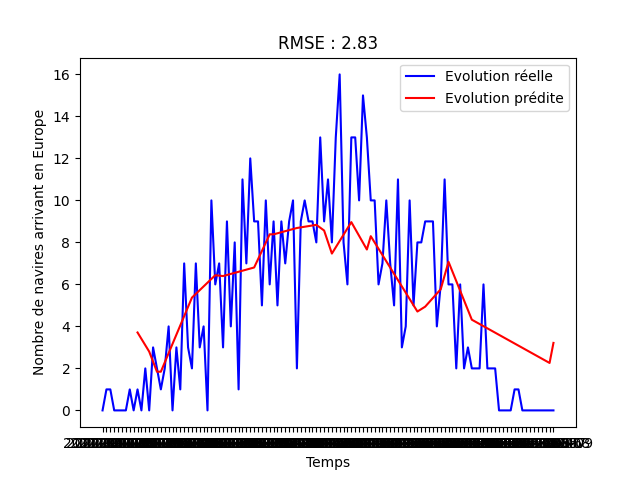 RMSE : 2.83
Evolution réelle
Evolution prédite
Nombre de navires arrivant en Europe
16
14
12
10
8
6
4
2
0
Temps